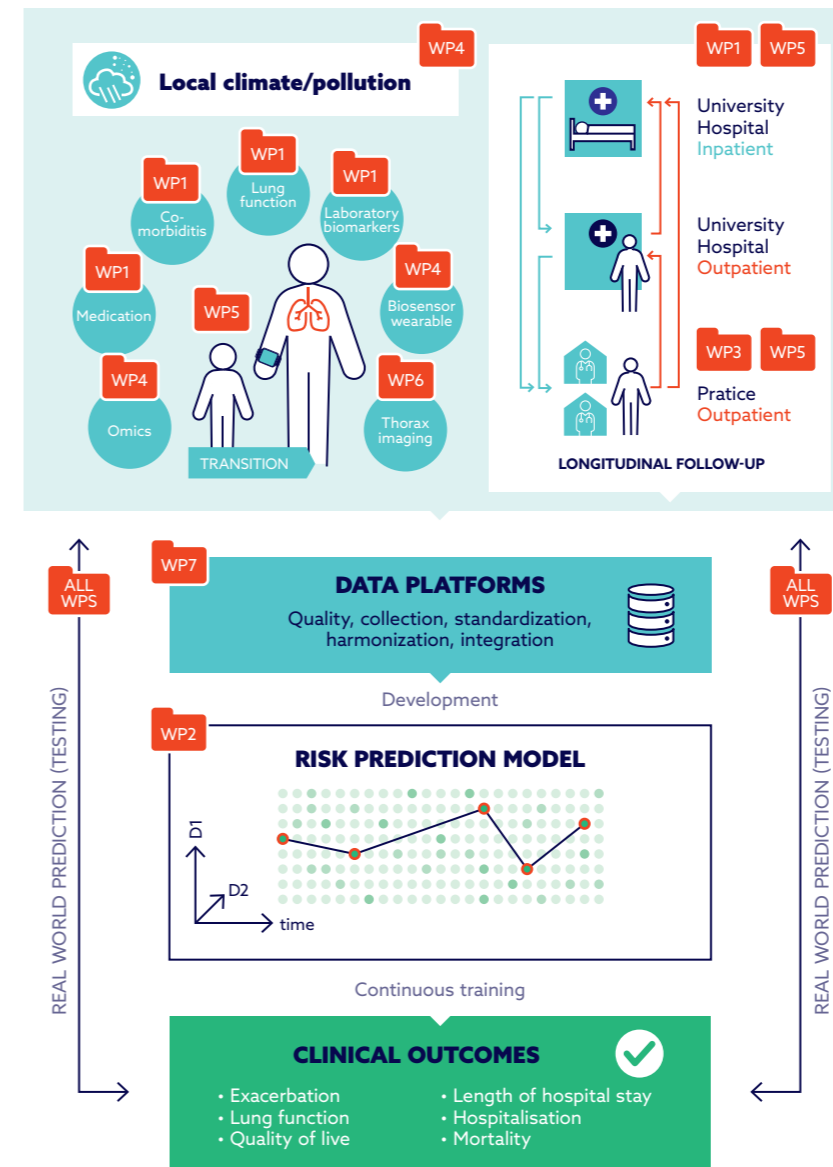 WP4
Local climate/pollution
WP1
Lung
function
WP1
Co-
morbiditis
WP1
Laboratory
biomarkers
WP1
Medication
WP4
Biosensor
wearable
WP5
WP4
Omics
WP6
Thorax
imaging
TRANSITION
WP1
WP5
University
Hospital
Inpatient
University
Hospital
Outpatient
WP3
WP5
Pratice
Outpatient
LONGITUDINAL FOLLOW-UP
ALL
WPS
REAL WORLD PREDICTION (TESTING)
WP7
DATA PLATFORMS
Quality, collection, standardization,
harmonization, integration
Development
WP2
RISK PREDICTION MODEL
D1
D2
time
Continuous training
CLINICAL OUTCOMES
• Exacerbation
• Lung function
• Quality of live
• Length of hospital stay
• Hospitalisation
• Mortality
ALL
WPS
REAL WORLD PREDICTION (TESTING)